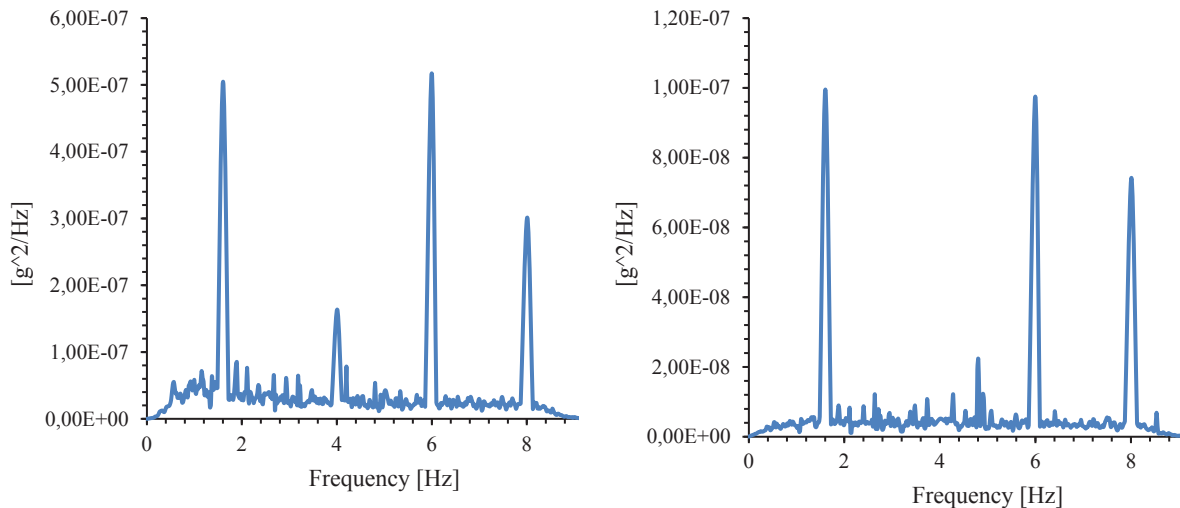 6,00E-07
5,00E-07
4,00E-07
3,00E-07
2,00E-07
1,00E-07
0,00E+00
[g^2/Hz]
0 2 4 6 8
Frequency [Hz]
1,20E-07
1,00E-07
8,00E-08
6,00E-08
4,00E-08
2,00E-08
0,00E+00
[g^2/Hz]
0 2 4 6 8
Frequency [Hz]